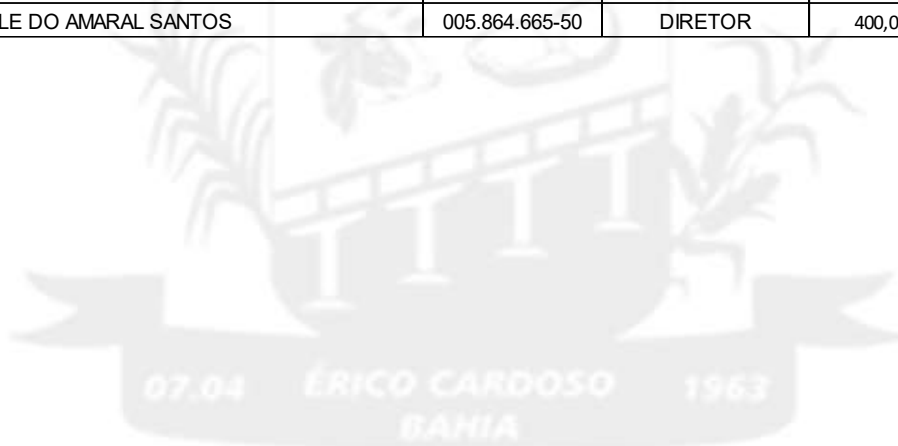 LE DO AMARAL SANTOS 005.864.665-50 DIRETOR 400,0
07.04 ÉRICO CARDOSO 1963
BAHIA